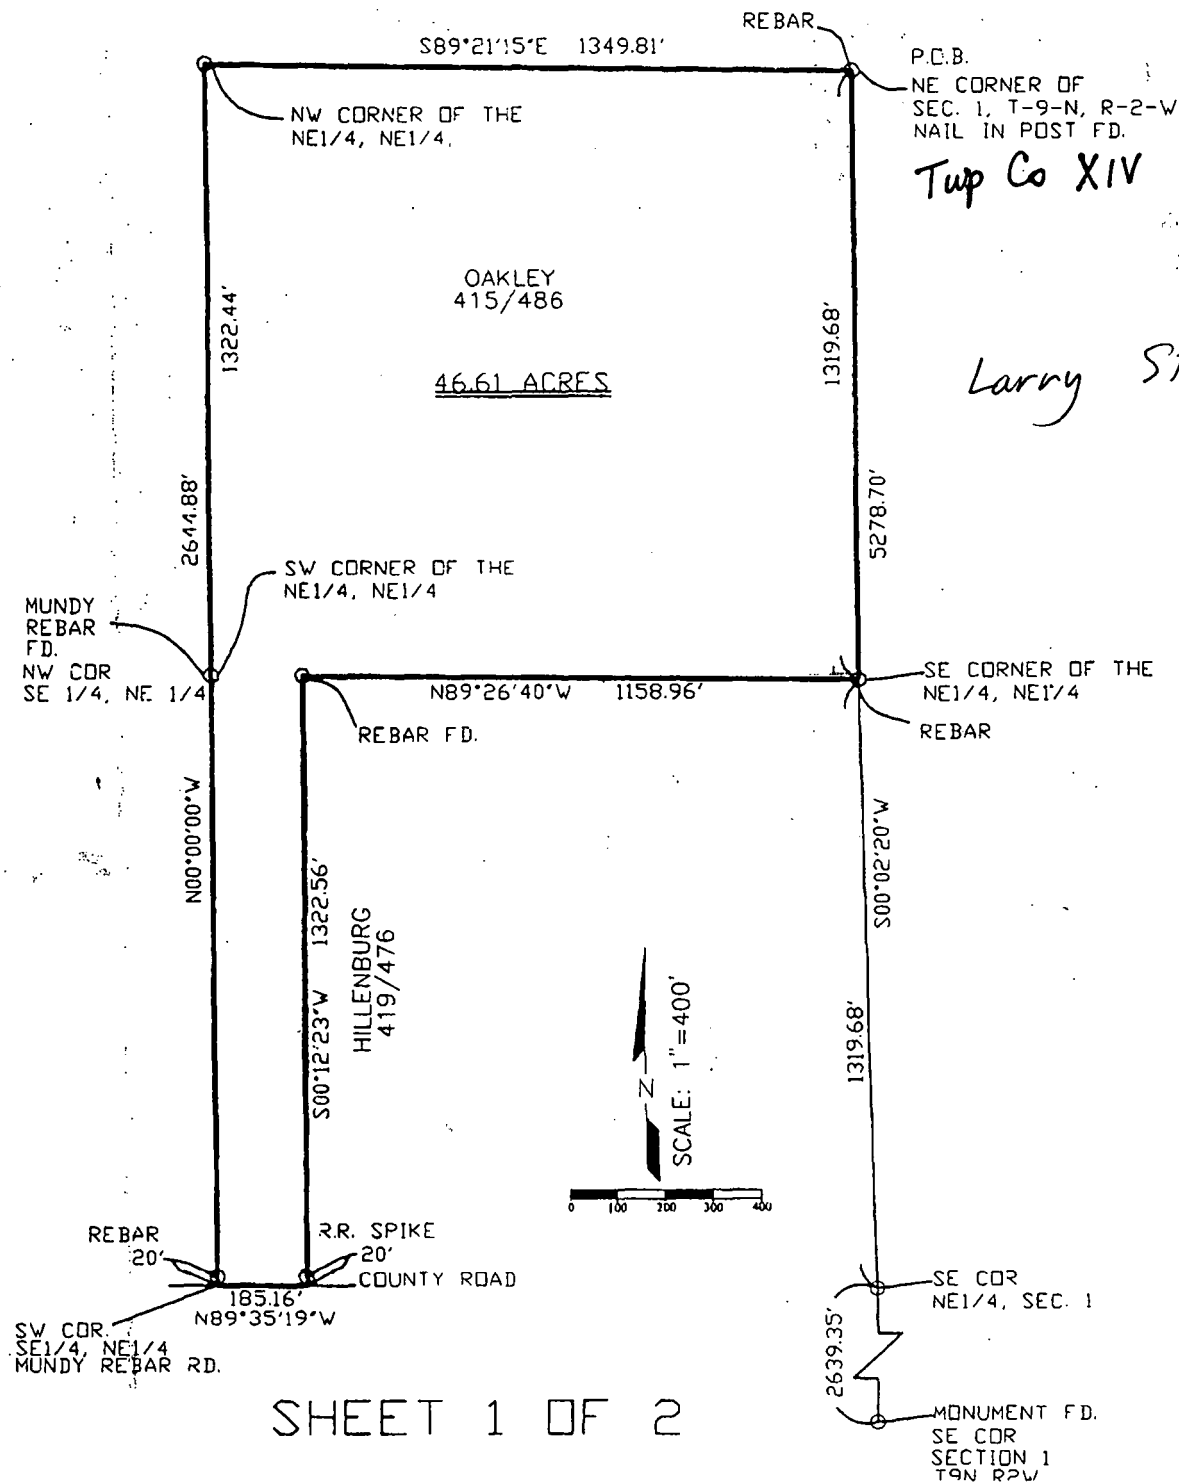 REBAR
S89°21'15"E 1349.81'
P.O.B.
NE CORNER OF
SEC. 1, T-9-N, R-2-W
NAIL IN POST FD.
Twp Co XIV
NW CORNER OF THE
NE1/4, NE1/4.
OAKLEY
415/486
46.61 ACRES
1322.44'
1319.68'
Larry
2644.88'
5278.70'
SW CORNER OF THE
NE1/4, NE1/4
MUNDY
REBAR
FD.
NW COR
SE 1/4, NE 1/4
SE CORNER OF THE
NE1/4, NE1/4
N89°26'40"W 1158.96'
REBAR FD.
REBAR
N00°00'00"W
S00°02'20"W
S00°12'23"W 1322.56'
HILLENBURG
419/476
1319.68'
N
SCALE: 1"=400'
0 100 200 300 400
REBAR
20'
R.R. SPIKE
20'
COUNTY ROAD
185.16'
N89°35'19"W
SW COR.
SE1/4, NE1/4
MUNDY REBAR RD.
SE COR
NE1/4, SEC. 1
2639.35'
MONUMENT FD.
SE COR
SECTION 1
T9N R2W
SHEET 1 OF 2